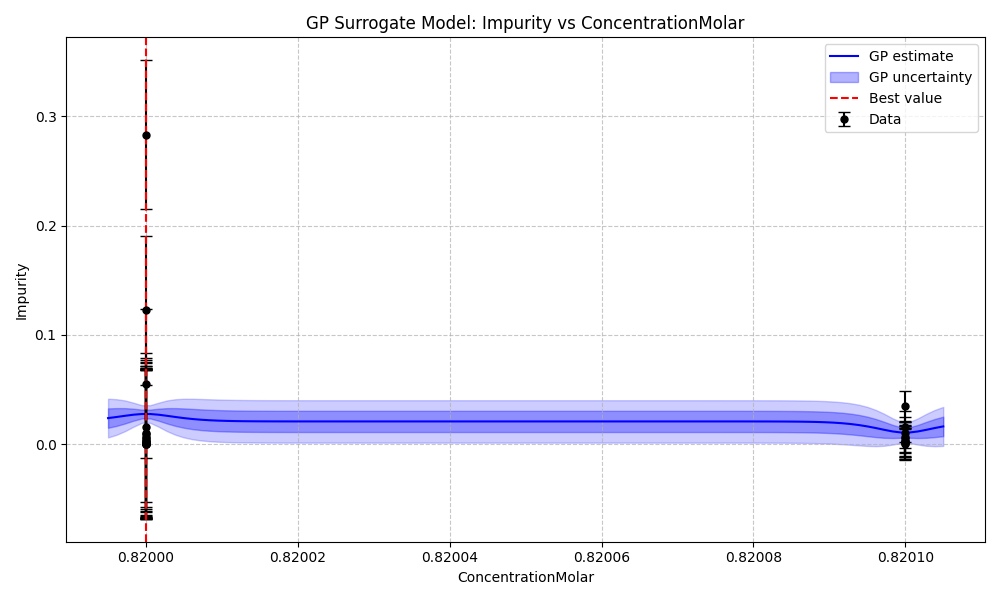 GP Surrogate Model: Impurity vs ConcentrationMolar
GP estimate
GP uncertainty
Best value
Data
Impurity
0.3
0.2
0.1
0.0
0.82000
0.82002
0.82004
0.82006
0.82008
0.82010
ConcentrationMolar